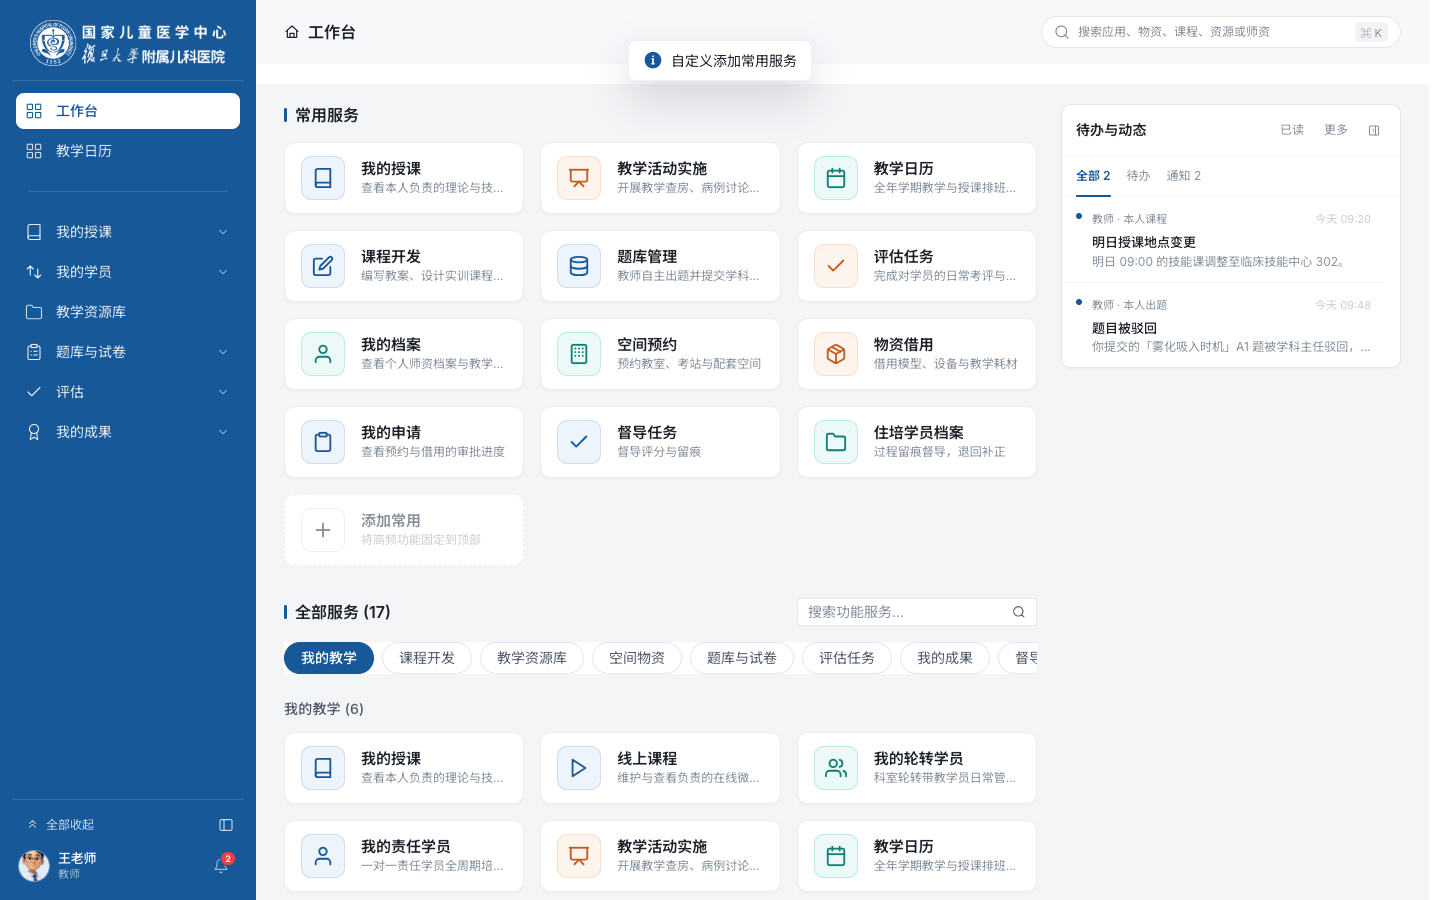 国家儿童医学中心
復旦大学附属儿科医院
1952
工作台
教学日历
我的授课
我的学员
教学资源库
题库与试卷
评估
我的成果
全部收起
王老师
教师
2
工作台
搜索应用、物资、课程、资源或师资
⌘ K
自定义添加常用服务
常用服务
我的授课
查看本人负责的理论与技...
教学活动实施
开展教学查房、病例讨论...
教学日历
全年学期教学与授课排班...
课程开发
编写教案、设计实训课程...
题库管理
教师自主出题并提交学科...
评估任务
完成对学员的日常考评与...
我的档案
查看个人师资档案与教学...
空间预约
预约教室、考站与配套空间
物资借用
借用模型、设备与教学耗材
我的申请
查看预约与借用的审批进度
督导任务
督导评分与留痕
住培学员档案
过程留痕督导，退回补正
添加常用
将高频功能固定到顶部
全部服务 (17)
搜索功能服务...
我的教学 课程开发 教学资源库 空间物资 题库与试卷 评估任务 我的成果 督导
我的教学 (6)
我的授课
查看本人负责的理论与技...
线上课程
维护与查看负责的在线微...
我的轮转学员
科室轮转带教学员日常管...
我的责任学员
一对一责任学员全周期培...
教学活动实施
开展教学查房、病例讨论...
教学日历
全年学期教学与授课排班...
待办与动态 已读 更多
全部 2 待办 通知 2
教师 · 本人课程 今天 09:20
明日授课地点变更
明日 09:00 的技能课调整至临床技能中心 302。
教师 · 本人出题 今天 09:48
题目被驳回
你提交的「雾化吸入时机」A1 题被学科主任驳回，...